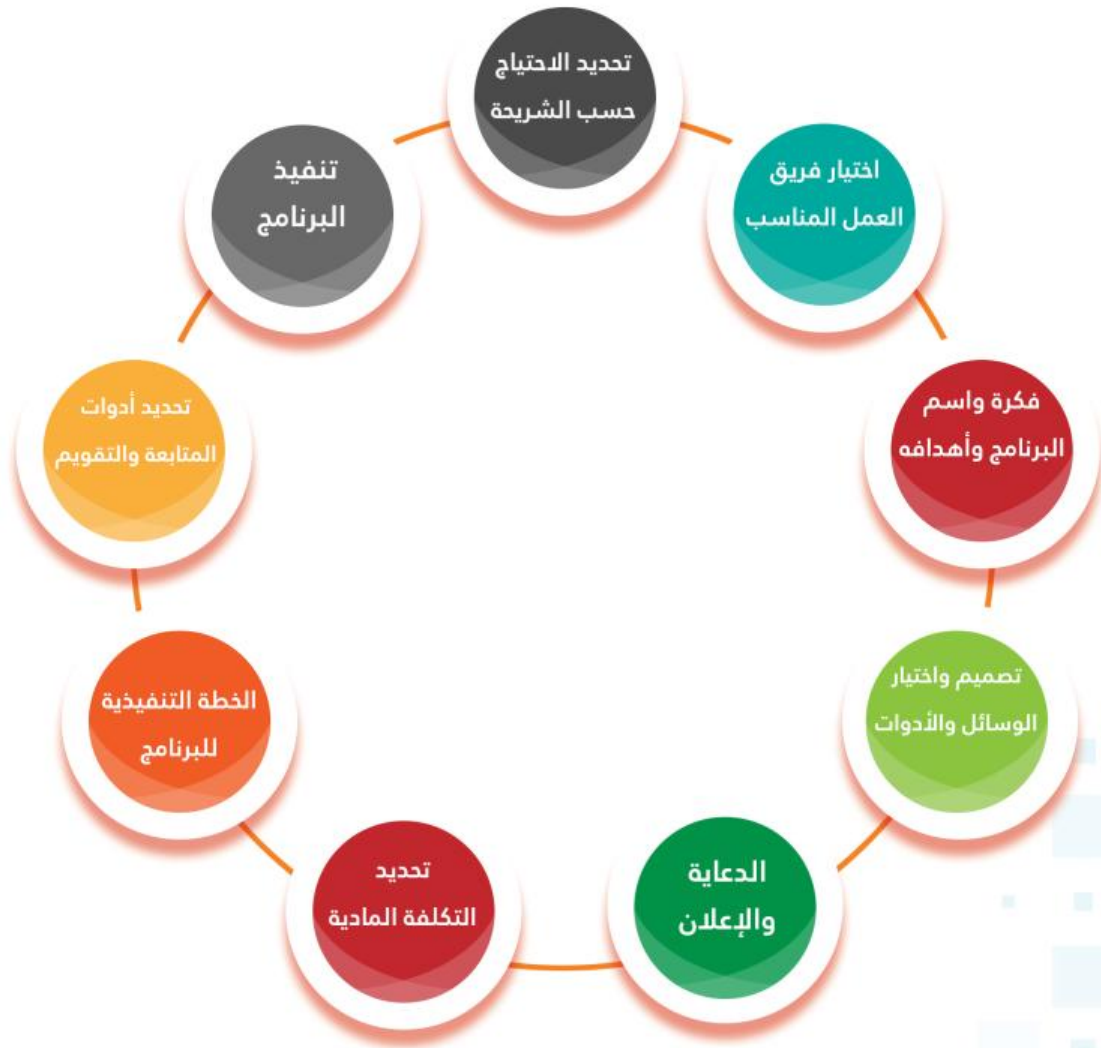 تحديد الاحتياج
حسب الشريحة
اختيار فريق
العمل المناسب
فكرة واسم
البرنامج وأهدافه
تصميم واختيار
الوسائل والأدوات
الدعاية
والإعلان
تحديد
التكلفة المادية
الخطة التنفيذية
للبرنامج
تحديد أدوات
المتابعة والتقويم
تنفيذ
البرنامج